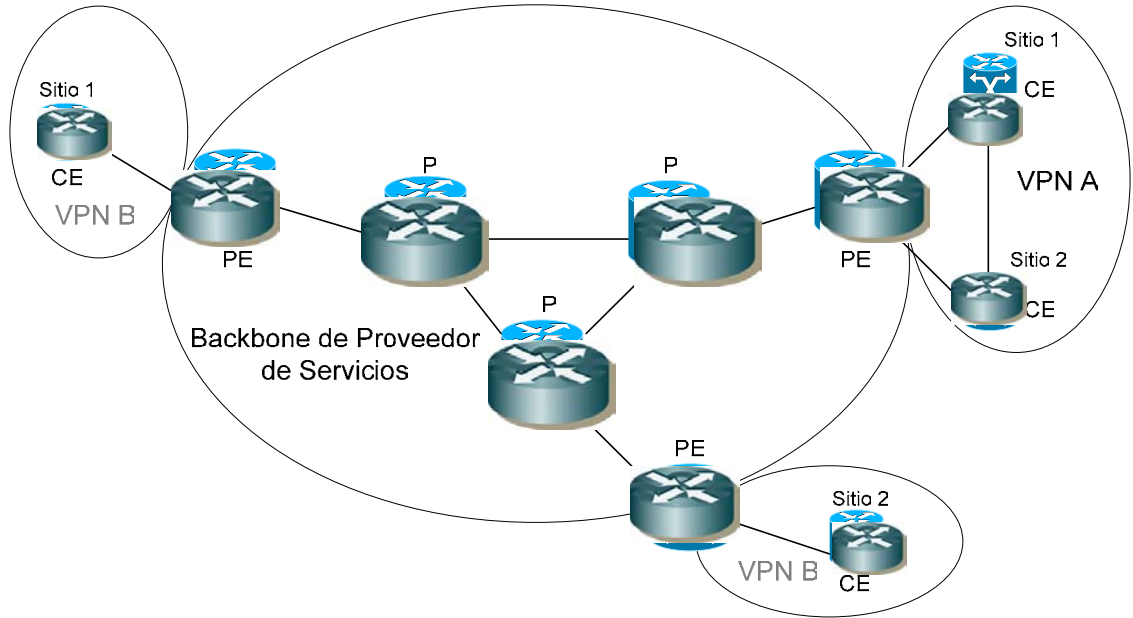 Sitio 1
CE
VPN B
PE
P
P
P
Backbone de Proveedor
de Servicios
PE
Sitio 1
CE
VPN A
Sitio 2
CE
PE
Sitio 2
VPN B
CE